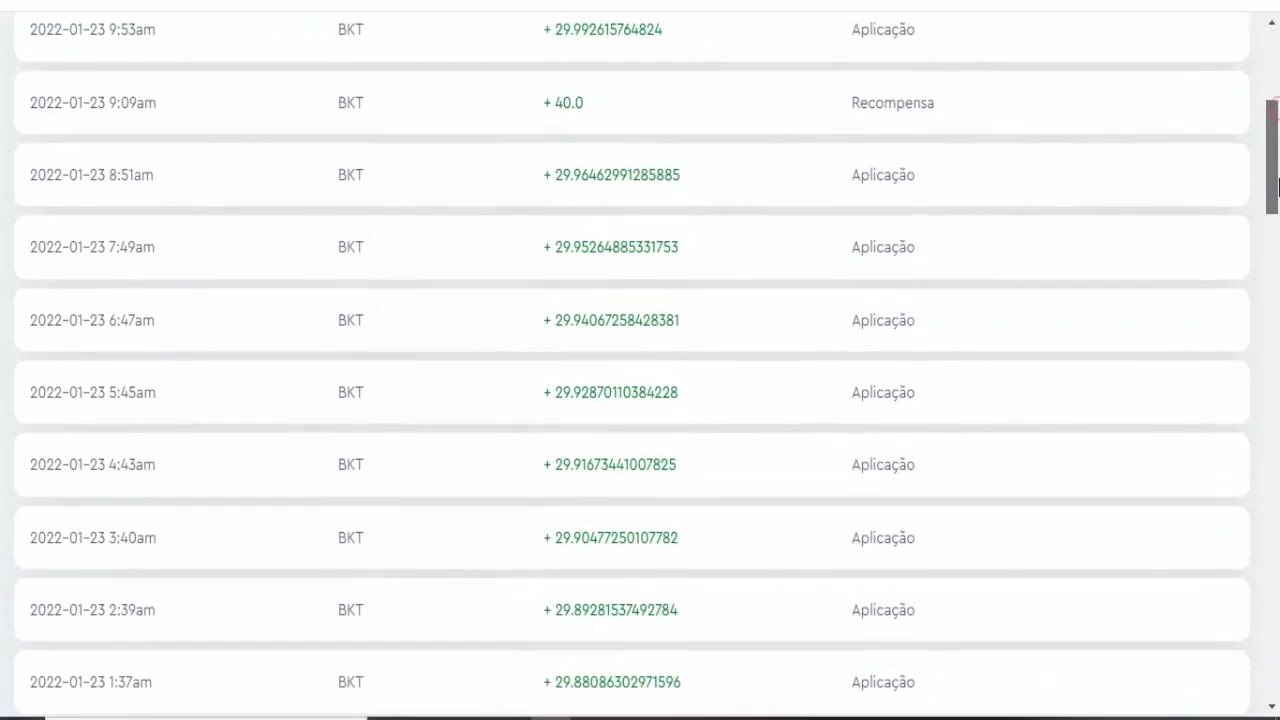 2022-01-23 9:53am BKT + 29.992615764824 Aplicação
2022-01-23 9:09am BKT + 40.0 Recompensa
2022-01-23 8:51am BKT + 29.96462991285885 Aplicação
2022-01-23 7:49am BKT + 29.95264885331753 Aplicação
2022-01-23 6:47am BKT + 29.94067258428381 Aplicação
2022-01-23 5:45am BKT + 29.92870110384228 Aplicação
2022-01-23 4:43am BKT + 29.91673441007825 Aplicação
2022-01-23 3:40am BKT + 29.90477250107782 Aplicação
2022-01-23 2:39am BKT + 29.89281537492784 Aplicação
2022-01-23 1:37am BKT + 29.88086302971596 Aplicação